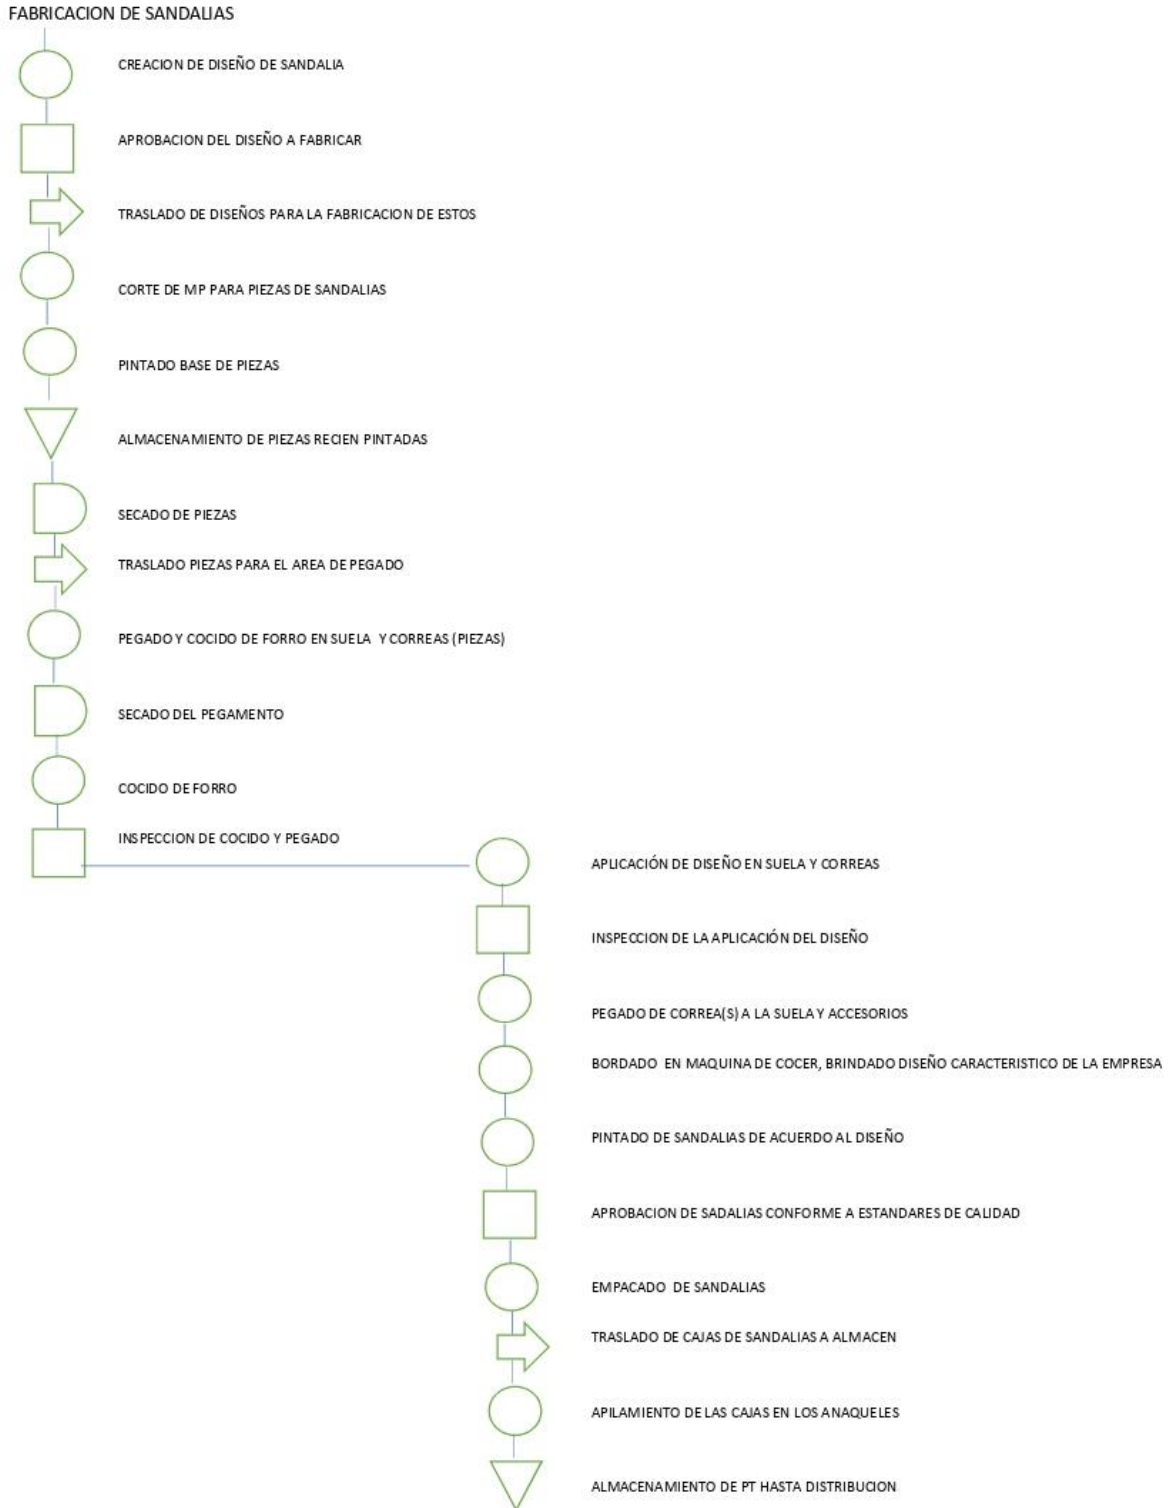 FABRICACION DE SANDALIAS
CREACION DE DISEÑO DE SANDALIA
APROBACION DEL DISEÑO A FABRICAR
TRASLADO DE DISEÑOS PARA LA FABRICACION DE ESTOS
CORTE DE MP PARA PIEZAS DE SANDALIAS
PINTADO BASE DE PIEZAS
ALMACENAMIENTO DE PIEZAS RECIEN PINTADAS
SECADO DE PIEZAS
TRASLADO PIEZAS PARA EL AREA DE PEGADO
PEGADO Y COCIDO DE FORRO EN SUELA Y CORREAS (PIEZAS)
SECADO DEL PEGAMENTO
COCIDO DE FORRO
INSPECCION DE COCIDO Y PEGADO
APLICACIÓN DE DISEÑO EN SUELA Y CORREAS
INSPECCION DE LA APLICACIÓN DEL DISEÑO
PEGADO DE CORREA(S) A LA SUELA Y ACCESORIOS
BORDADO EN MAQUINA DE COCER, BRINDADO DISEÑO CARACTERISTICO DE LA EMPRESA
PINTADO DE SANDALIAS DE ACUERDO AL DISEÑO
APROBACION DE SADALIAS CONFORME A ESTANDARES DE CALIDAD
EMPACADO DE SANDALIAS
TRASLADO DE CAJAS DE SANDALIAS A ALMACEN
APILAMIENTO DE LAS CAJAS EN LOS ANAQUELES
ALMACENAMIENTO DE PT HASTA DISTRIBUCION